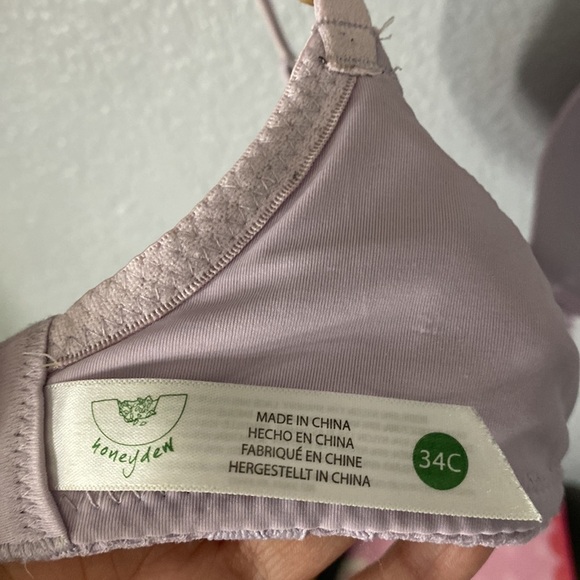 honeydew
MADE IN CHINA
HECHO EN CHINA
FABRIQUÉ EN CHINE
HERGESTELLT IN CHINA
34C